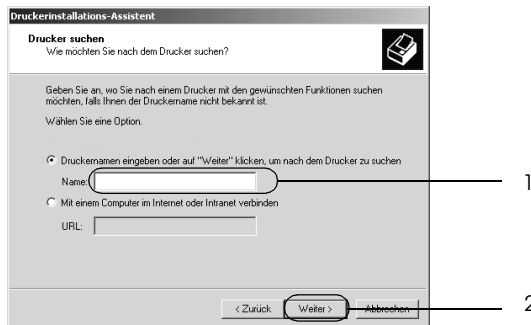 Druckerinstallations-Assistent
Drucker suchen
Wie möchten Sie nach dem Drucker suchen?
Geben Sie an, wo Sie nach einem Drucker mit den gewünschten Funktionen suchen
möchten, falls Ihnen der Druckername nicht bekannt ist.
Wählen Sie eine Option.
Druckernamen eingeben oder auf "Weiter" klicken, um nach dem Drucker zu suchen
Name:
1
Mit einem Computer im Internet oder Intranet verbinden
URL:
< Zurück Weiter > Abbrechen
2